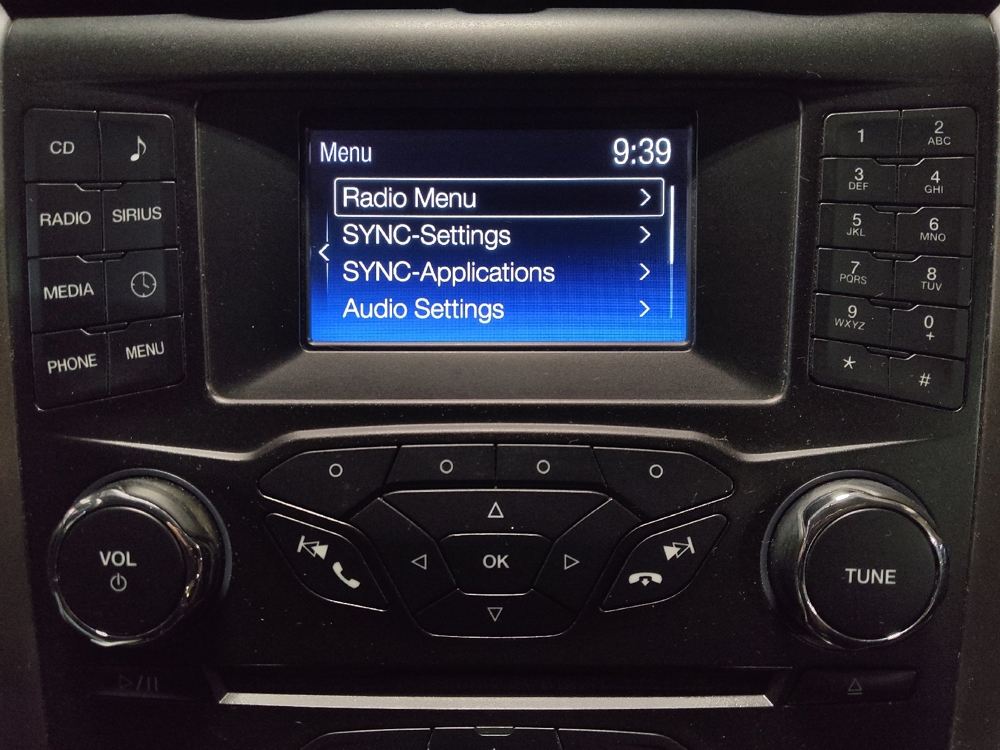 Menu 9:39
Radio Menu
SYNC-Settings
SYNC-Applications
Audio Settings
CD
RADIO SIRIUS
MEDIA
PHONE MENU
1 2 ABC
3 DEF 4 GHI
5 JKL 6 MNO
7 PQRS 8 TUV
9 WXYZ 0 +
* #
VOL
OK
TUNE